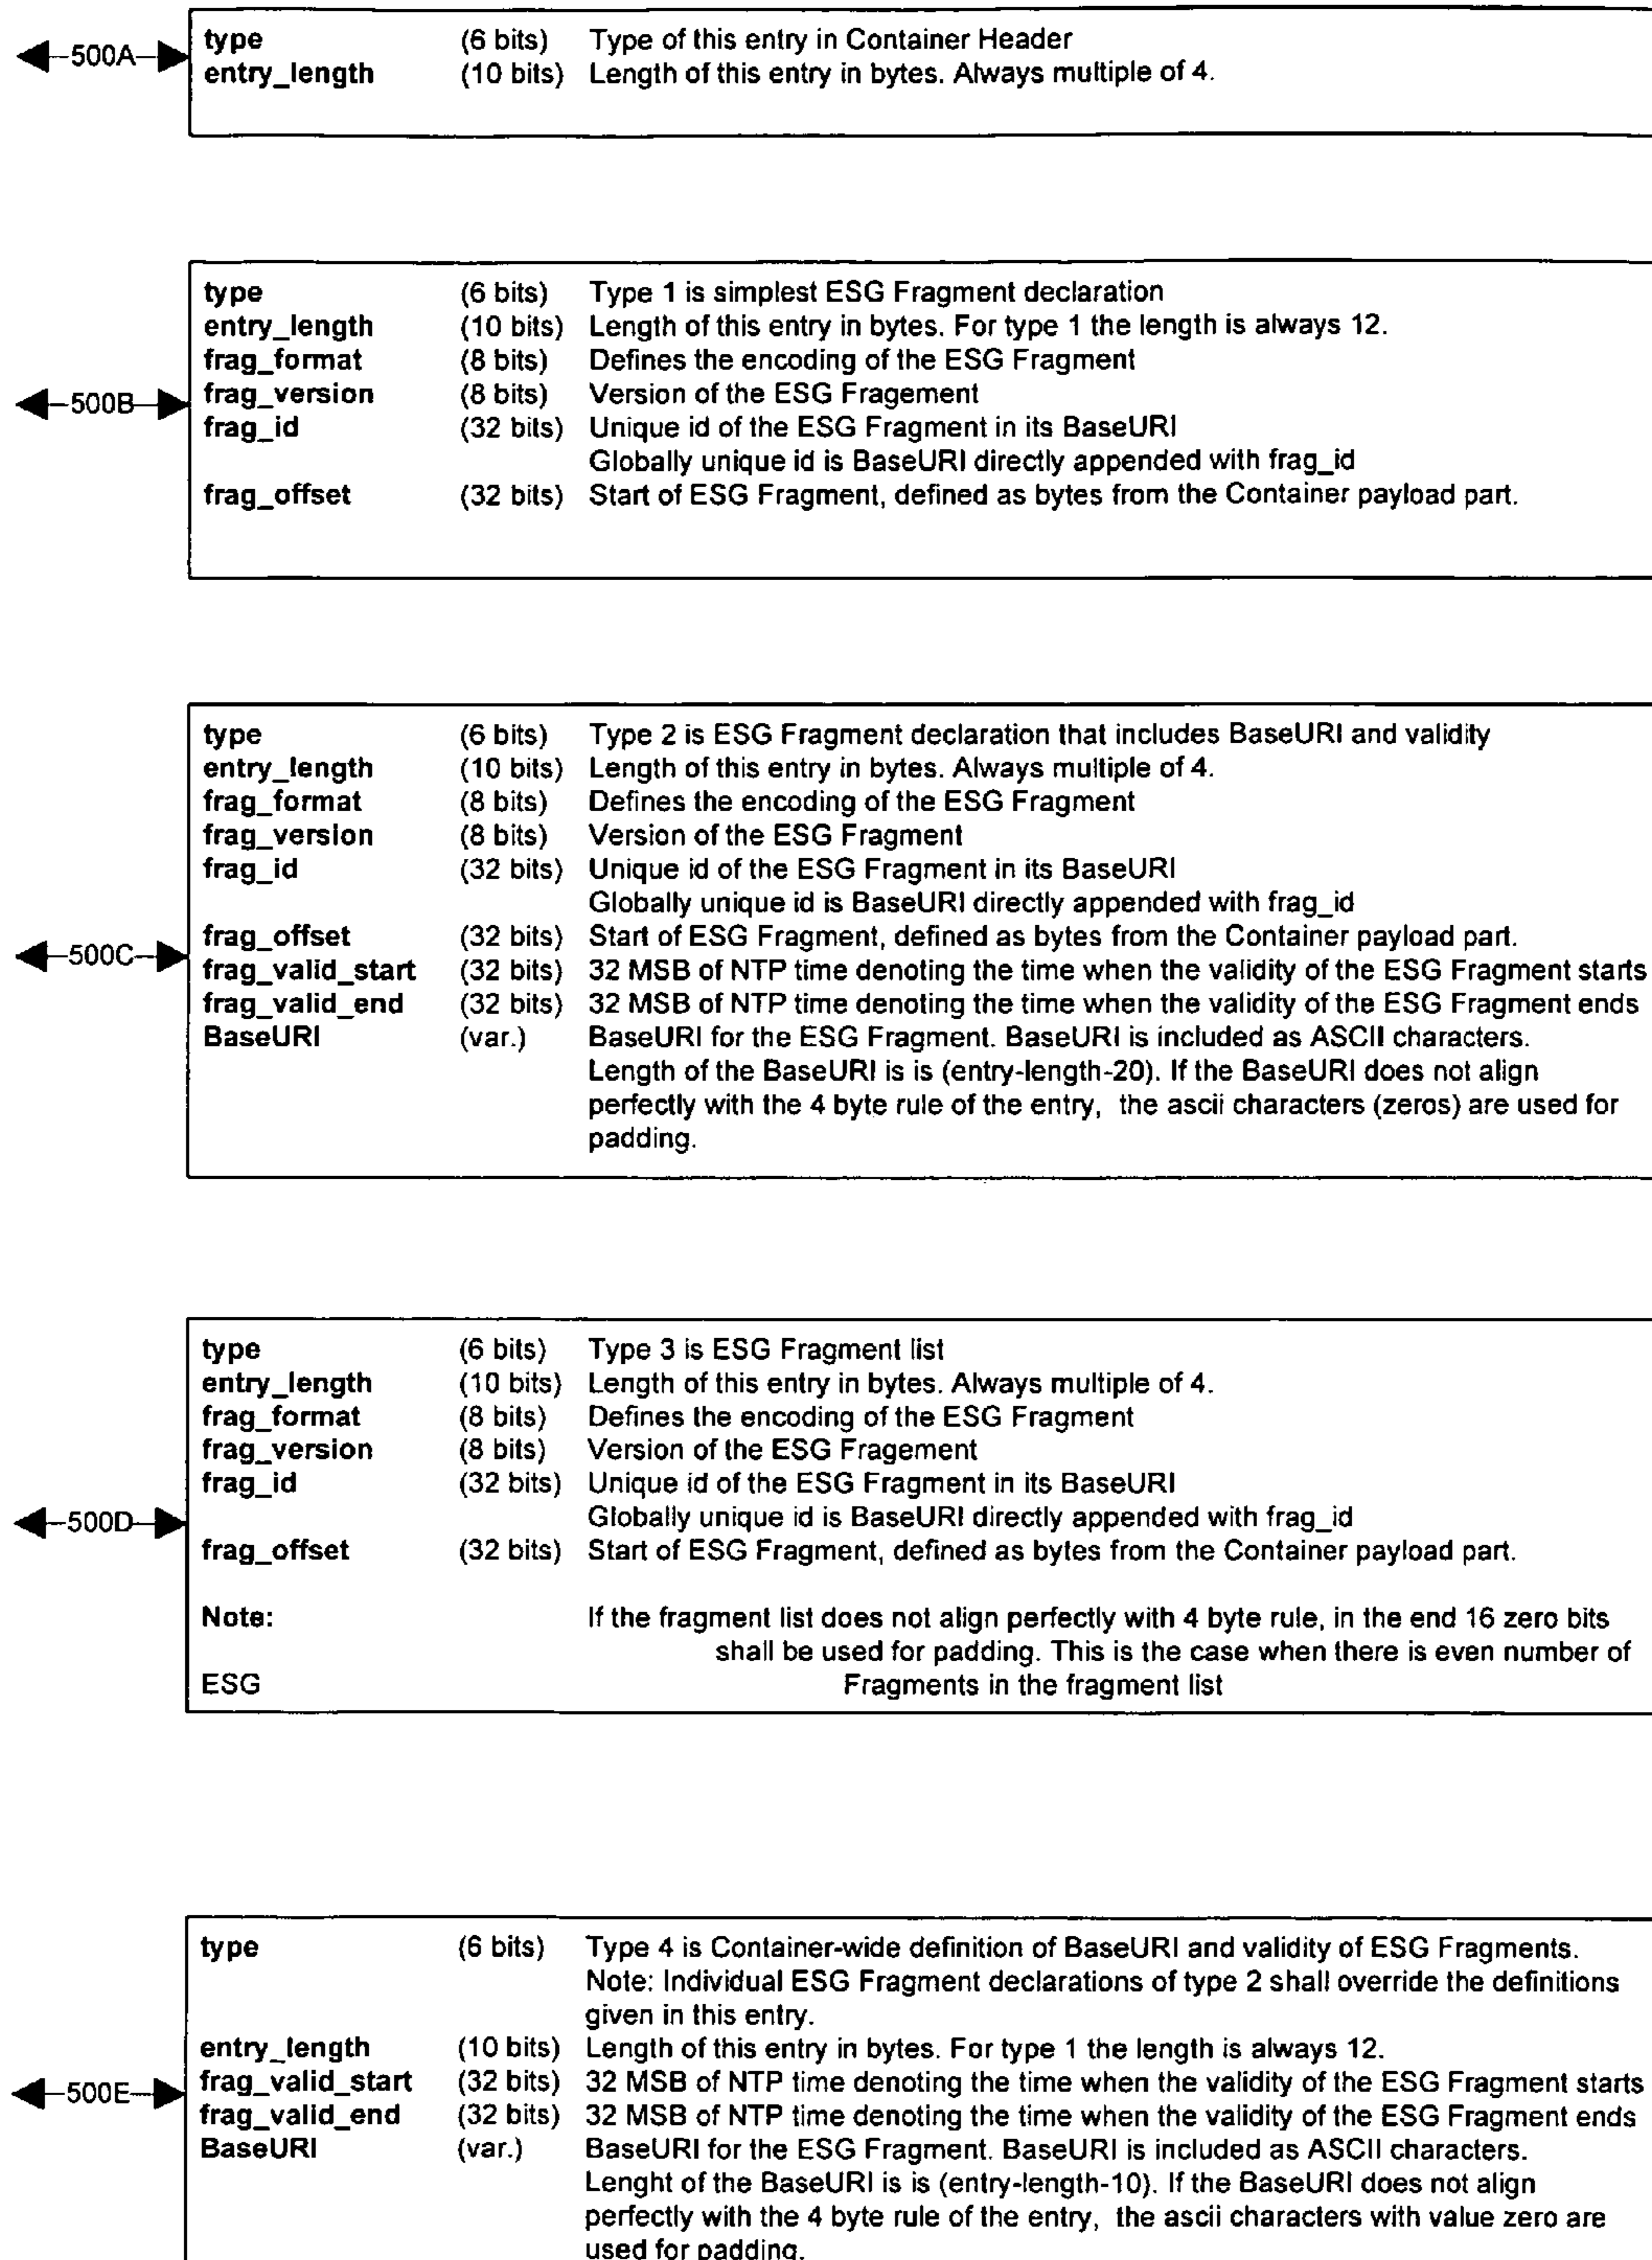 500A
type (6 bits) Type of this entry in Container Header
entry_length (10 bits) Length of this entry in bytes. Always multiple of 4.
500B
type (6 bits) Type 1 is simplest ESG Fragment declaration
entry_length (10 bits) Length of this entry in bytes. For type 1 the length is always 12.
frag_format (8 bits) Defines the encoding of the ESG Fragment
frag_version (8 bits) Version of the ESG Fragement
frag_id (32 bits) Unique id of the ESG Fragment in its BaseURI
Globally unique id is BaseURI directly appended with frag_id
frag_offset (32 bits) Start of ESG Fragment, defined as bytes from the Container payload part.
500C
type (6 bits) Type 2 is ESG Fragment declaration that includes BaseURI and validity
entry_length (10 bits) Length of this entry in bytes. Always multiple of 4.
frag_format (8 bits) Defines the encoding of the ESG Fragment
frag_version (8 bits) Version of the ESG Fragment
frag_id (32 bits) Unique id of the ESG Fragment in its BaseURI
Globally unique id is BaseURI directly appended with frag_id
frag_offset (32 bits) Start of ESG Fragment, defined as bytes from the Container payload part.
frag_valid_start (32 bits) 32 MSB of NTP time denoting the time when the validity of the ESG Fragment starts
frag_valid_end (32 bits) 32 MSB of NTP time denoting the time when the validity of the ESG Fragment ends
BaseURI (var.) BaseURI for the ESG Fragment. BaseURI is included as ASCII characters.
Length of the BaseURI is is (entry-length-20). If the BaseURI does not align
perfectly with the 4 byte rule of the entry, the ascii characters (zeros) are used for
padding.
500D
type (6 bits) Type 3 is ESG Fragment list
entry_length (10 bits) Length of this entry in bytes. Always multiple of 4.
frag_format (8 bits) Defines the encoding of the ESG Fragment
frag_version (8 bits) Version of the ESG Fragement
frag_id (32 bits) Unique id of the ESG Fragment in its BaseURI
Globally unique id is BaseURI directly appended with frag_id
frag_offset (32 bits) Start of ESG Fragment, defined as bytes from the Container payload part.
Note: If the fragment list does not align perfectly with 4 byte rule, in the end 16 zero bits
shall be used for padding. This is the case when there is even number of
ESG Fragments in the fragment list
500E
type (6 bits) Type 4 is Container-wide definition of BaseURI and validity of ESG Fragments.
Note: Individual ESG Fragment declarations of type 2 shall override the definitions
given in this entry.
entry_length (10 bits) Length of this entry in bytes. For type 1 the length is always 12.
frag_valid_start (32 bits) 32 MSB of NTP time denoting the time when the validity of the ESG Fragment starts
frag_valid_end (32 bits) 32 MSB of NTP time denoting the time when the validity of the ESG Fragment ends
BaseURI (var.) BaseURI for the ESG Fragment. BaseURI is included as ASCII characters.
Lenght of the BaseURI is is (entry-length-10). If the BaseURI does not align
perfectly with the 4 byte rule of the entry, the ascii characters with value zero are
used for padding.